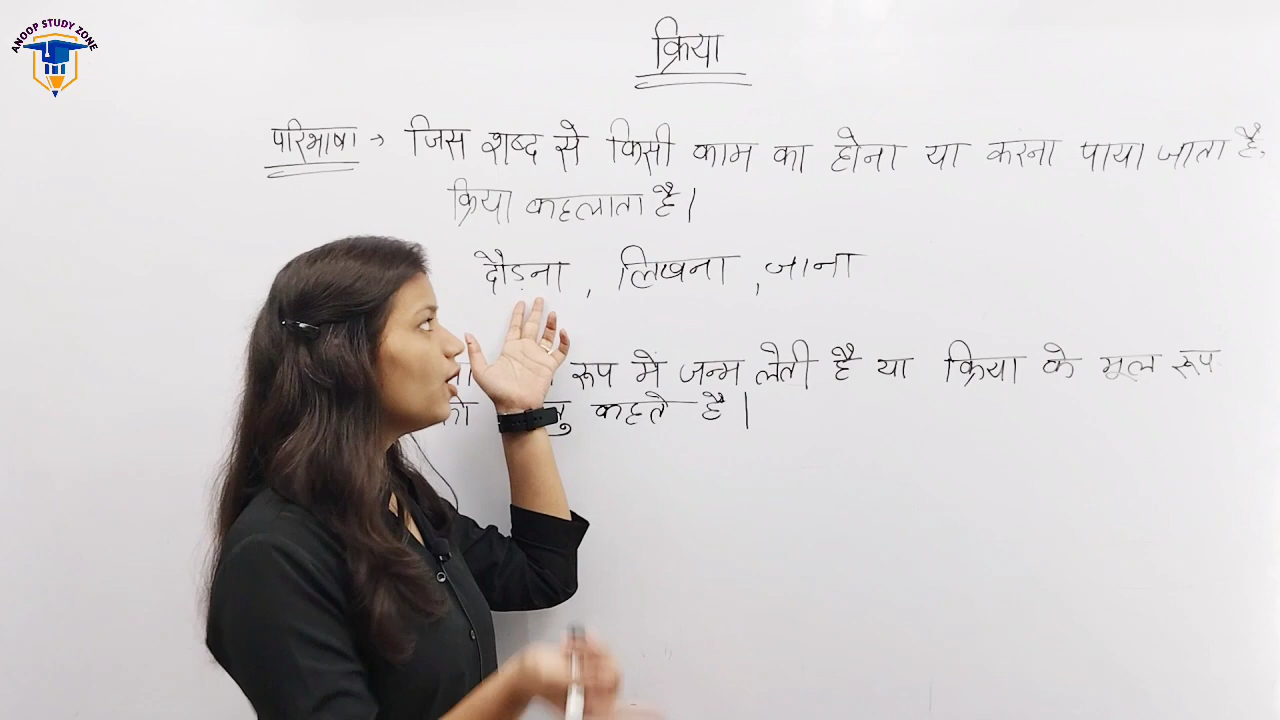 ANOOP STUDY ZONE
क्रिया
परिभाषा → जिस शब्द से किसी काम का होना या करना पाया जाता है,
क्रिया कहलाता है।
दौड़ना , लिखना , जाना
रूप में जन्म लेती है या क्रिया के मूल रूप
कहते है।